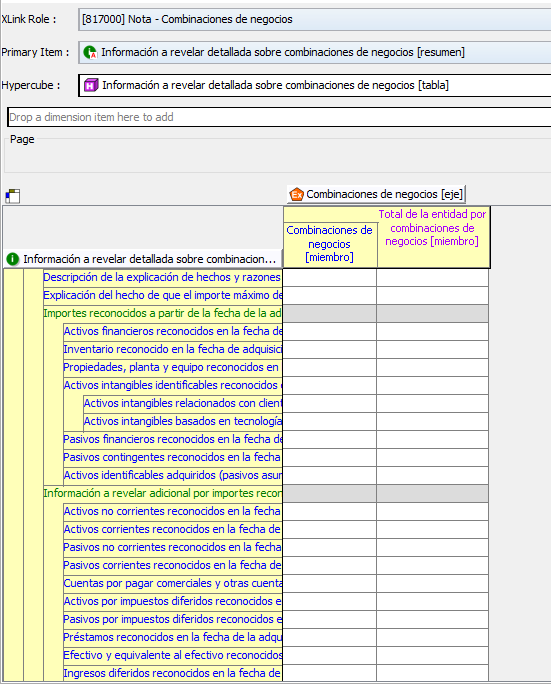 XLink Role : [817000] Nota - Combinaciones de negocios
Primary Item : Información a revelar detallada sobre combinaciones de negocios [resumen]
Hypercube : Información a revelar detallada sobre combinaciones de negocios [tabla]
Drop a dimension item here to add
Page
Combinaciones de negocios [eje]
Combinaciones de
negocios
[miembro]
Total de la entidad por
combinaciones de
negocios [miembro]
Información a revelar detallada sobre combinacion...
Descripción de la explicación de hechos y razones
Explicación del hecho de que el importe máximo de
Importes reconocidos a partir de la fecha de la ad
Activos financieros reconocidos en la fecha de
Inventario reconocido en la fecha de adquisici
Propiedades, planta y equipo reconocidos en
Activos intangibles identificables reconocidos
Activos intangibles relacionados con client
Activos intangibles basados en tecnología
Pasivos financieros reconocidos en la fecha de
Pasivos contingentes reconocidos en la fecha
Activos identificables adquiridos (pasivos asur
Información a revelar adicional por importes recon
Activos no corrientes reconocidos en la fecha
Activos corrientes reconocidos en la fecha de
Pasivos no corrientes reconocidos en la fecha
Pasivos corrientes reconocidos en la fecha de
Cuentas por pagar comerciales y otras cuenta
Activos por impuestos diferidos reconocidos e
Pasivos por impuestos diferidos reconocidos e
Préstamos reconocidos en la fecha de la adqu
Efectivo y equivalente al efectivo reconocidos
Ingresos diferidos reconocidos en la fecha de